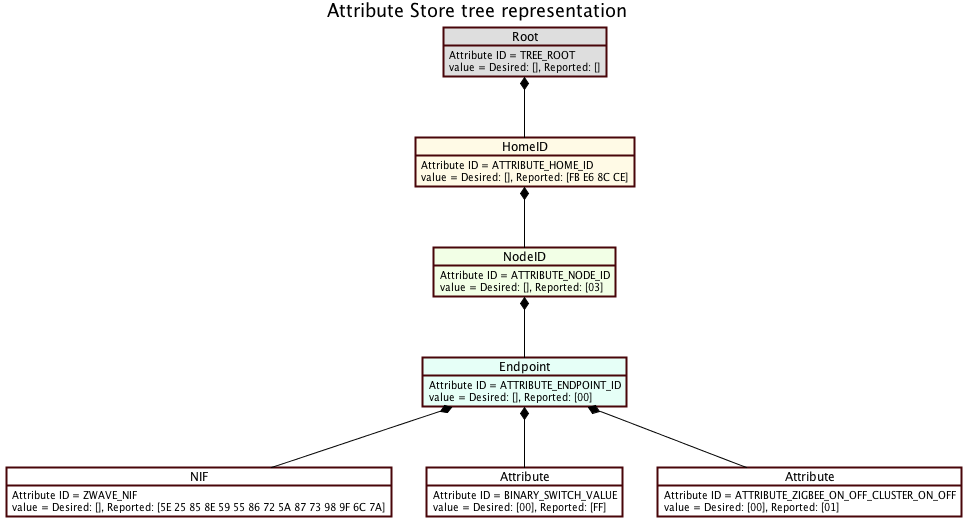 Attribute Store tree representation
Root
Attribute ID = TREE_ROOT
value = Desired: [], Reported: []
HomeID
Attribute ID = ATTRIBUTE_HOME_ID
value = Desired: [], Reported: [FB E6 8C CE]
NodeID
Attribute ID = ATTRIBUTE_NODE_ID
value = Desired: [], Reported: [03]
Endpoint
Attribute ID = ATTRIBUTE_ENDPOINT_ID
value = Desired: [], Reported: [00]
NIF
Attribute ID = ZWAVE_NIF
value = Desired: [], Reported: [5E 25 85 8E 59 55 86 72 5A 87 73 98 9F 6C 7A]
Attribute
Attribute ID = BINARY_SWITCH_VALUE
value = Desired: [00], Reported: [FF]
Attribute
Attribute ID = ATTRIBUTE_ZIGBEE_ON_OFF_CLUSTER_ON_OFF
value = Desired: [00], Reported: [01]